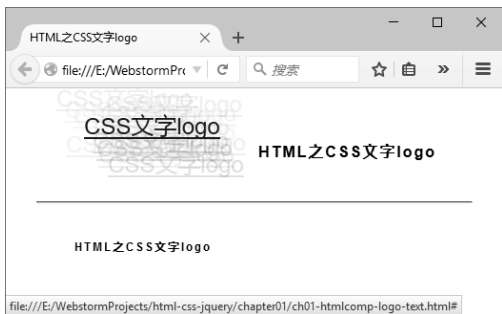 HTML之CSS文字logo
file:///E:/WebstormPr
搜索
CSS文字logo
HTML之CSS文字logo
HTML之CSS文字logo
file:///E:/WebstormProjects/html-css-jquery/chapter01/ch01-htmlcomp-logo-text.html#